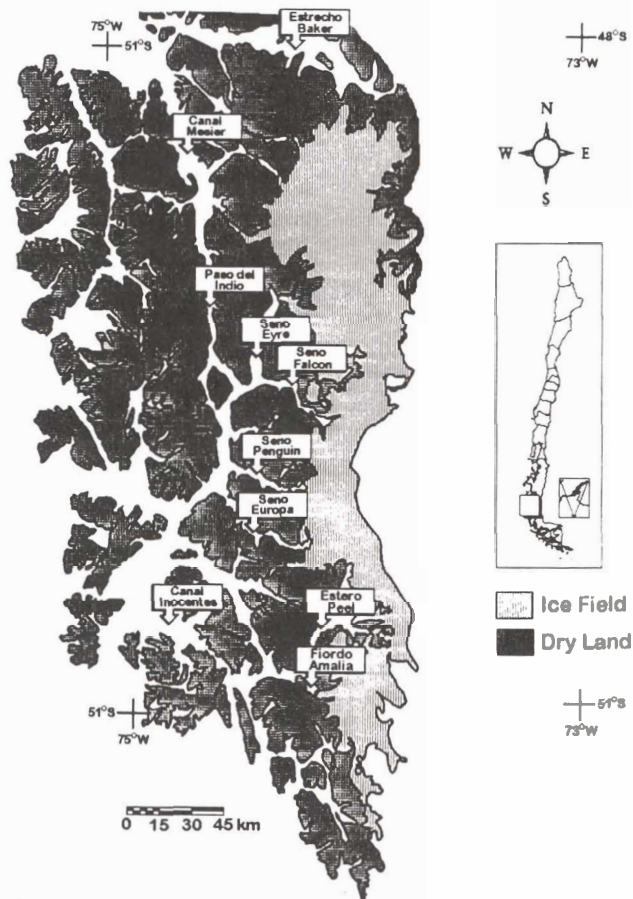 75°W
51°S
Estrecho
Baker
48°S
73°W
Canal
Mesier
N
W
E
S
Paso del
Indio
Seno
Eyre
Seno
Falcon
Seno
Penguin
Seno
Europa
Canal
Inocentes
Estero
Peel
Fiordo
Amalia
Ice Field
Dry Land
51°S
75°W
51°S
73°W
0 15 30 45 km